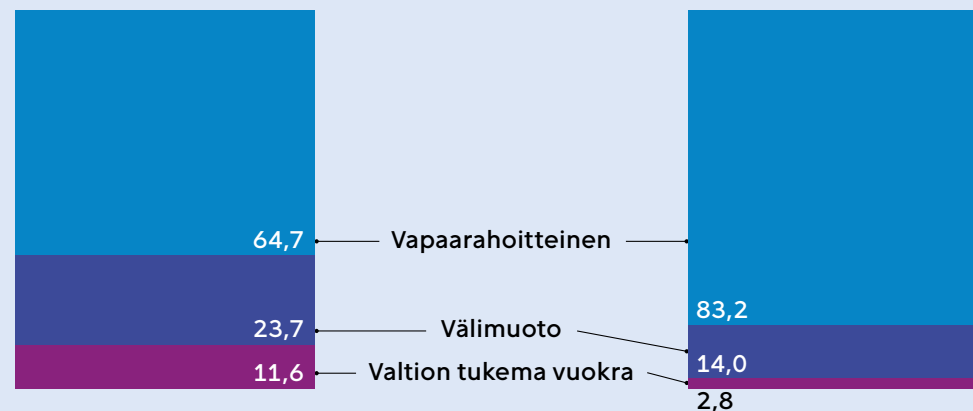 64,7 Vapaarahoitteinen
83,2
23,7 Välimuoto
14,0
11,6 Valtion tukema vuokra
2,8